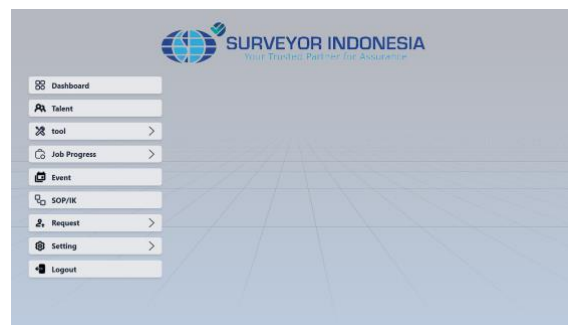 SURVEYOR INDONESIA
Your Trusted Partner for Assurance
Dashboard
Talent
tool
Job Progress
Event
SOP/IK
Request
Setting
Logout